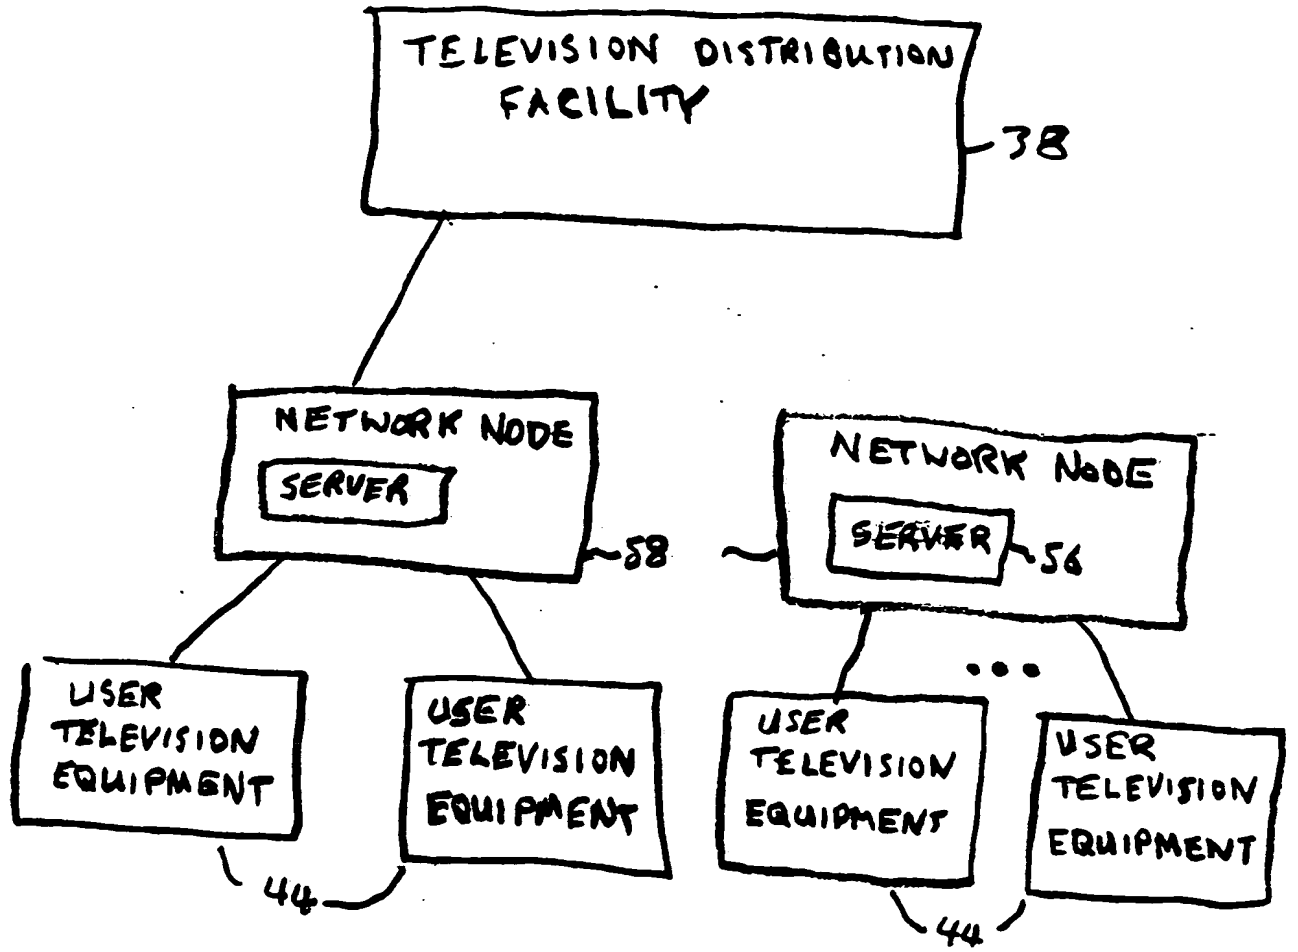 TELEVISION DISTRIBUTION
FACILITY
38
NETWORK NODE
SERVER
58
NETWORK NODE
SERVER
56
USER
TELEVISION
EQUIPMENT
USER
TELEVISION
EQUIPMENT
44
USER
TELEVISION
EQUIPMENT
USER
TELEVISION
EQUIPMENT
44